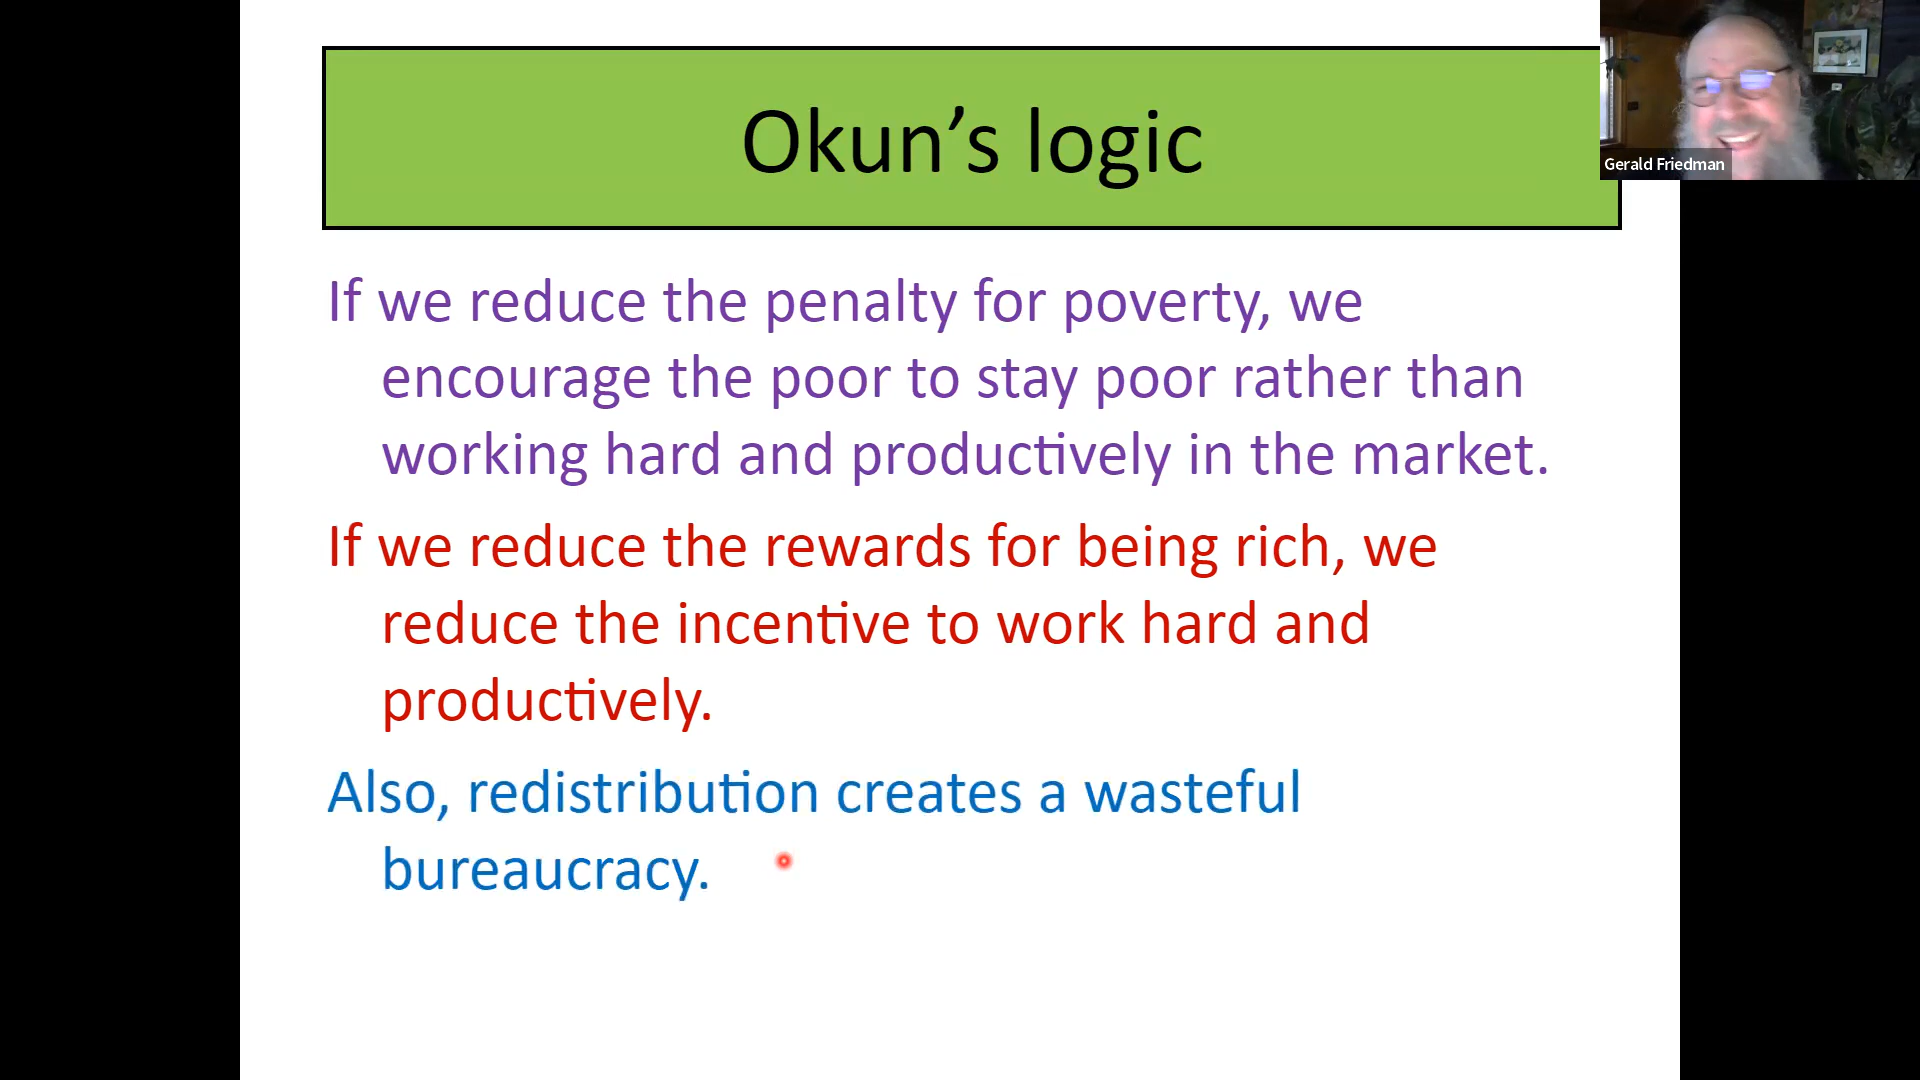 Okun’s logic
Gerald Friedman
If we reduce the penalty for poverty, we
encourage the poor to stay poor rather than
working hard and productively in the market.
If we reduce the rewards for being rich, we
reduce the incentive to work hard and
productively.
Also, redistribution creates a wasteful
bureaucracy.